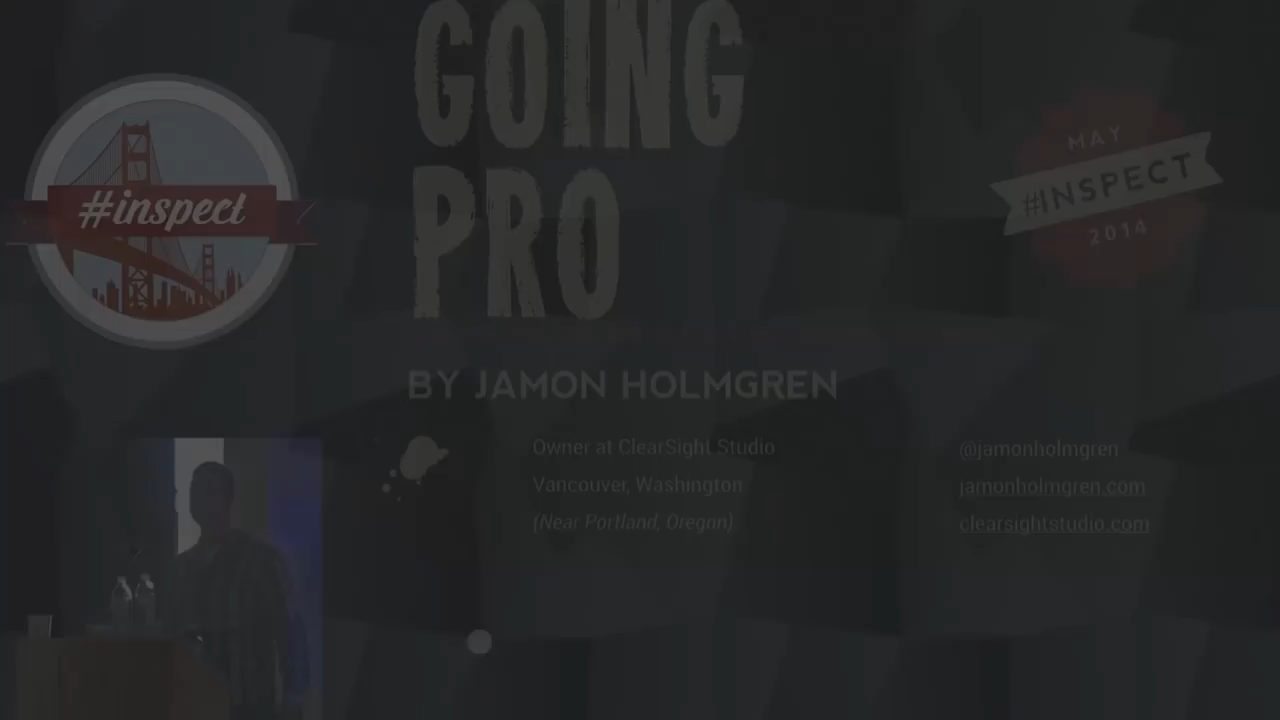 GOING
PRO
#inspect
MAY
#INSPECT
2014
BY JAMON HOLMGREN
Owner at ClearSight Studio
Vancouver, Washington
(Near Portland, Oregon)
@jamonholmgren
jamonholmgren.com
clearsightstudio.com